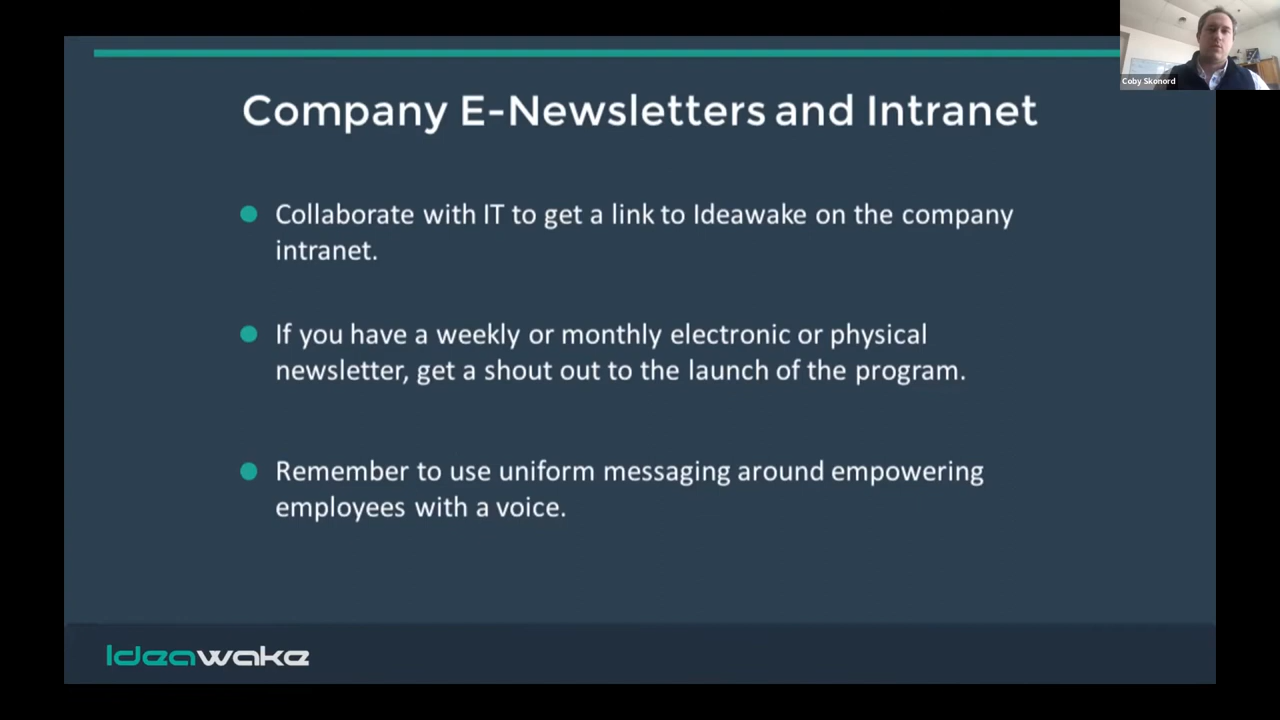 Coby Skonord
Company E-Newsletters and Intranet
Collaborate with IT to get a link to Ideawake on the company
intranet.
If you have a weekly or monthly electronic or physical
newsletter, get a shout out to the launch of the program.
Remember to use uniform messaging around empowering
employees with a voice.
Ideawake